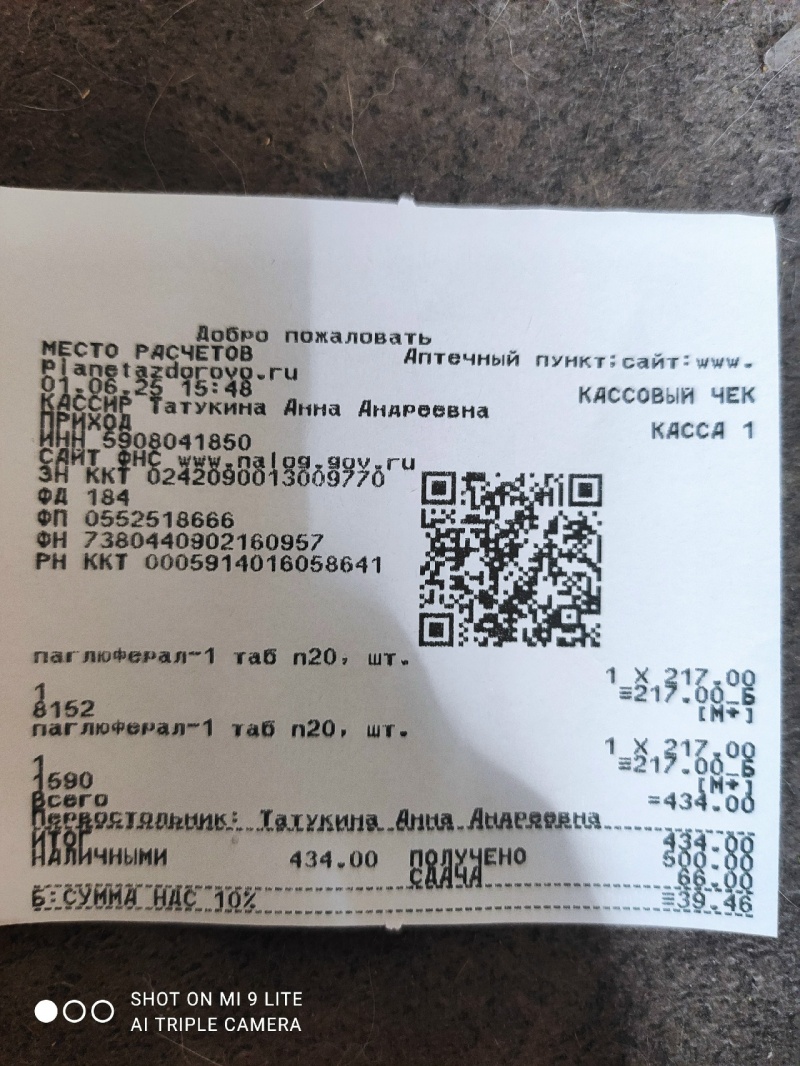 Добро пожаловать
МЕСТО РАСЧЕТОВ Аптечный пункт;сайт:www.
planetazdorovo.ru
01.06.25 15:48 КАССОВЫЙ ЧЕК
КАССИР Татукина Анна Андреевна
ПРИХОД КАССА 1
ИНН 5908041850
САЙТ ФНС www.nalog.gov.ru
ЗН ККТ 0242090013009770
ФД 184
ФП 0552518666
ФН 7380440902160957
РН ККТ 0005914016058641
паглюферал-1 таб n20, шт.
1 X 217.00
1 =217.00_Б
8152 [М+]
паглюферал-1 таб n20, шт.
1 X 217.00
1 =217.00_Б
1590 [М+]
Всего =434.00
Первостольник: Татукина Анна Андреевна
ИТОГ 434.00
НАЛИЧНЫМИ 434.00 ПОЛУЧЕНО 500.00
СДАЧА 66.00
Б:СУММА НДС 10% =39.46
SHOT ON MI 9 LITE
AI TRIPLE CAMERA